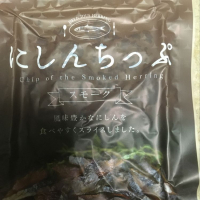 にしんちっぷ
Chip of the Smoked Herring
スモーク
風味豊かなにしんを
食べやすくスライスしました。